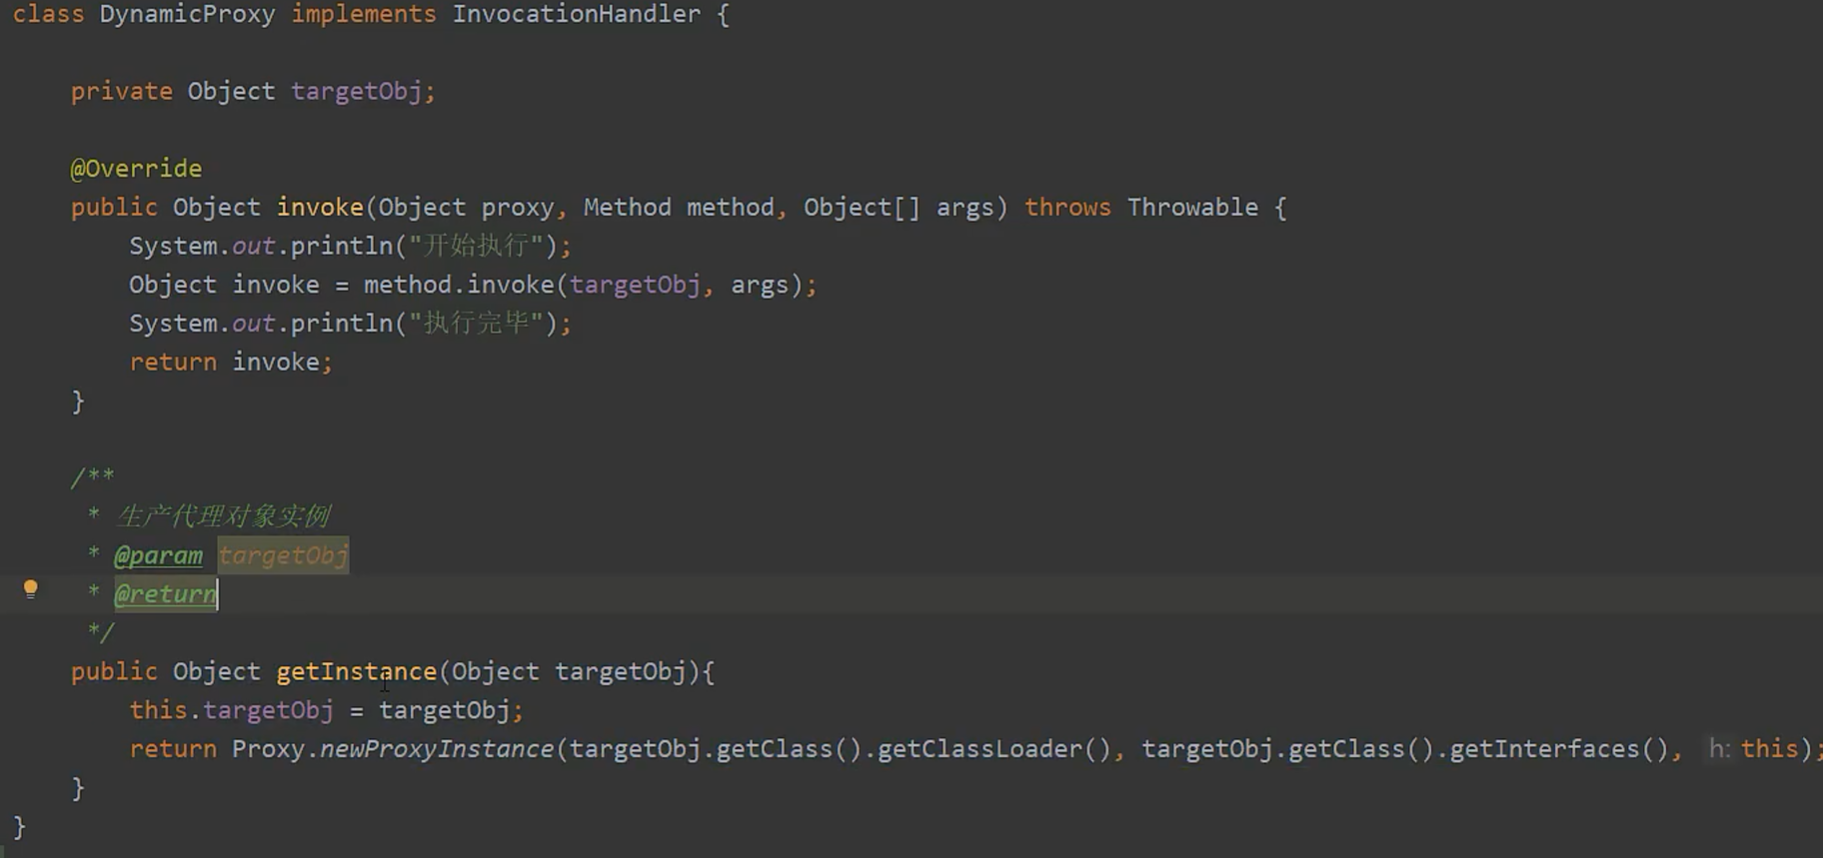 class DynamicProxy implements InvocationHandler {
private Object targetObj;
@Override
public Object invoke(Object proxy, Method method, Object[] args) throws Throwable {
System.out.println("开始执行");
Object invoke = method.invoke(targetObj, args);
System.out.println("执行完毕");
return invoke;
}
/**
* 生产代理对象实例
* @param targetObj
* @return
*/
public Object getInstance(Object targetObj){
this.targetObj = targetObj;
return Proxy.newProxyInstance(targetObj.getClass().getClassLoader(), targetObj.getClass().getInterfaces(), h: this);
}
}